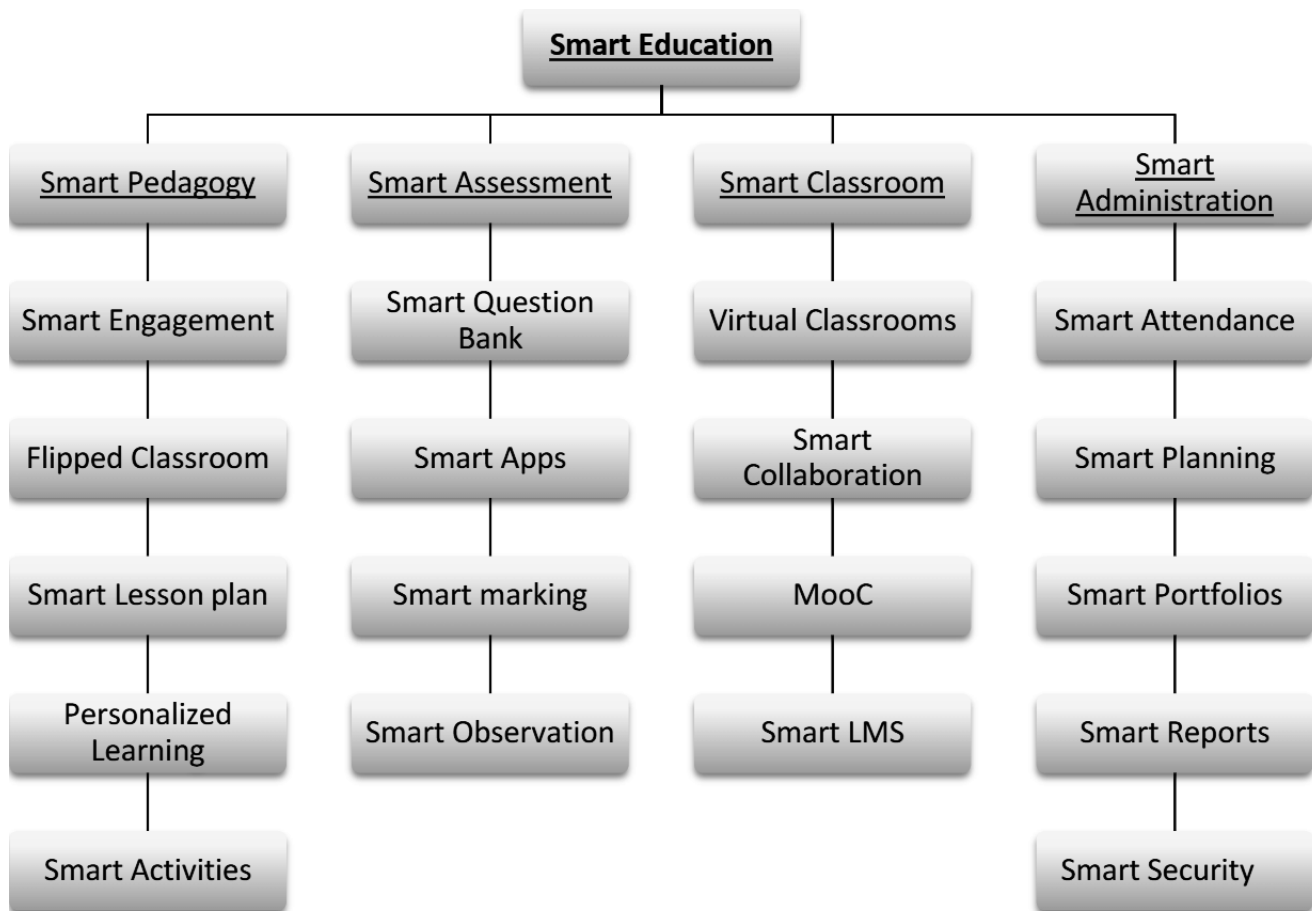 Smart Education
Smart Pedagogy
Smart Assessment
Smart Classroom
Smart
Administration
Smart Engagement
Smart Question
Bank
Virtual Classrooms
Smart Attendance
Flipped Classroom
Smart Apps
Smart
Collaboration
Smart Planning
Smart Lesson plan
Smart marking
MooC
Smart Portfolios
Personalized
Learning
Smart Observation
Smart LMS
Smart Reports
Smart Activities
Smart Security